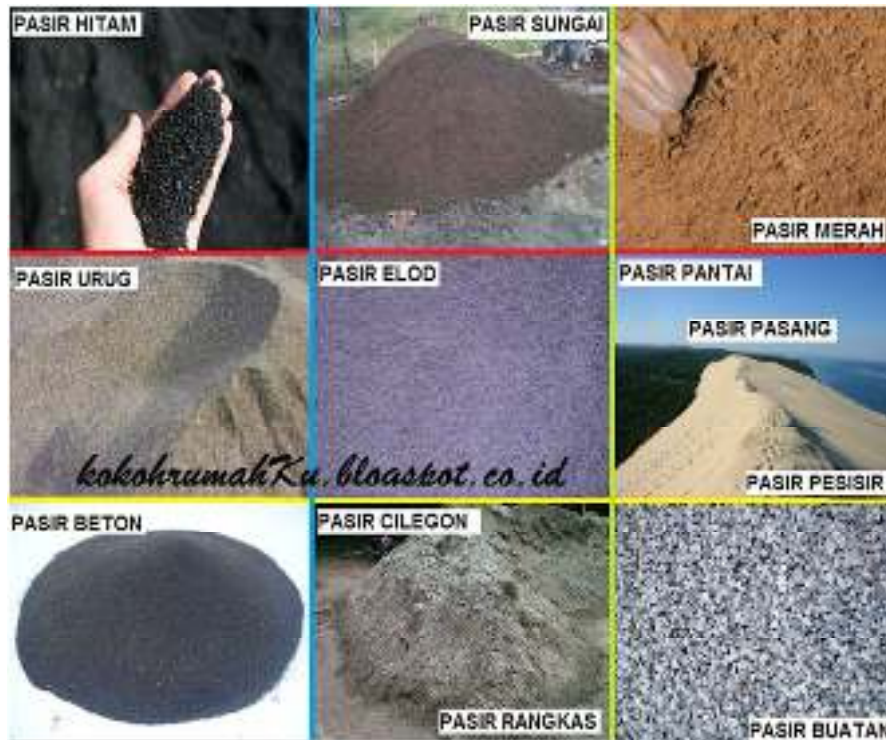 PASIR HITAM
PASIR SUNGAI
PASIR MERAH
PASIR URUG
PASIR ELOD
PASIR PANTAI
PASIR PASANG
PASIR PESISIR
kokohrumahKu.blogspot.co.id
PASIR BETON
PASIR CILEGON
PASIR RANGKAS
PASIR BUATAN